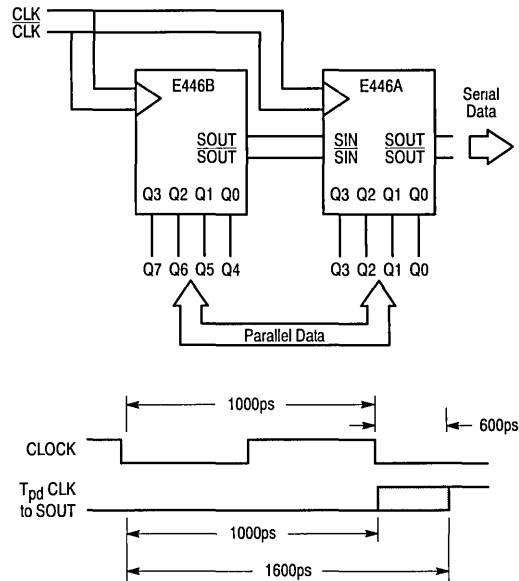 CLK
CLK
E446B
E446A
Serial
Data
SOUT
SOUT
SIN
SIN
SOUT
SOUT
Q3 Q2 Q1 Q0
Q3 Q2 Q1 Q0
Q7 Q6 Q5 Q4
Q3 Q2 Q1 Q0
Parallel Data
1000ps
600ps
CLOCK
Tpd CLK
to SOUT
1000ps
1600ps